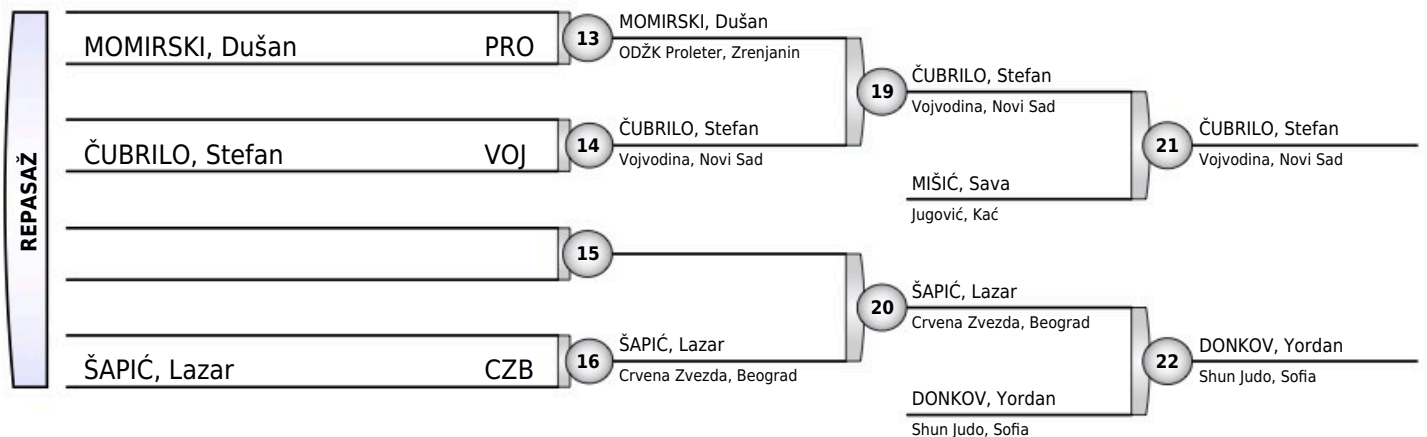 REPASAŽ
MOMIRSKI, Dušan PRO
13
MOMIRSKI, Dušan
ODŽK Proleter, Zrenjanin
ČUBRILO, Stefan VOJ
14
ČUBRILO, Stefan
Vojvodina, Novi Sad
15
ŠAPIĆ, Lazar CZB
16
ŠAPIĆ, Lazar
Crvena Zvezda, Beograd
19
ČUBRILO, Stefan
Vojvodina, Novi Sad
MIŠIĆ, Sava
Jugović, Kać
20
ŠAPIĆ, Lazar
Crvena Zvezda, Beograd
DONKOV, Yordan
Shun Judo, Sofia
21
ČUBRILO, Stefan
Vojvodina, Novi Sad
22
DONKOV, Yordan
Shun Judo, Sofia